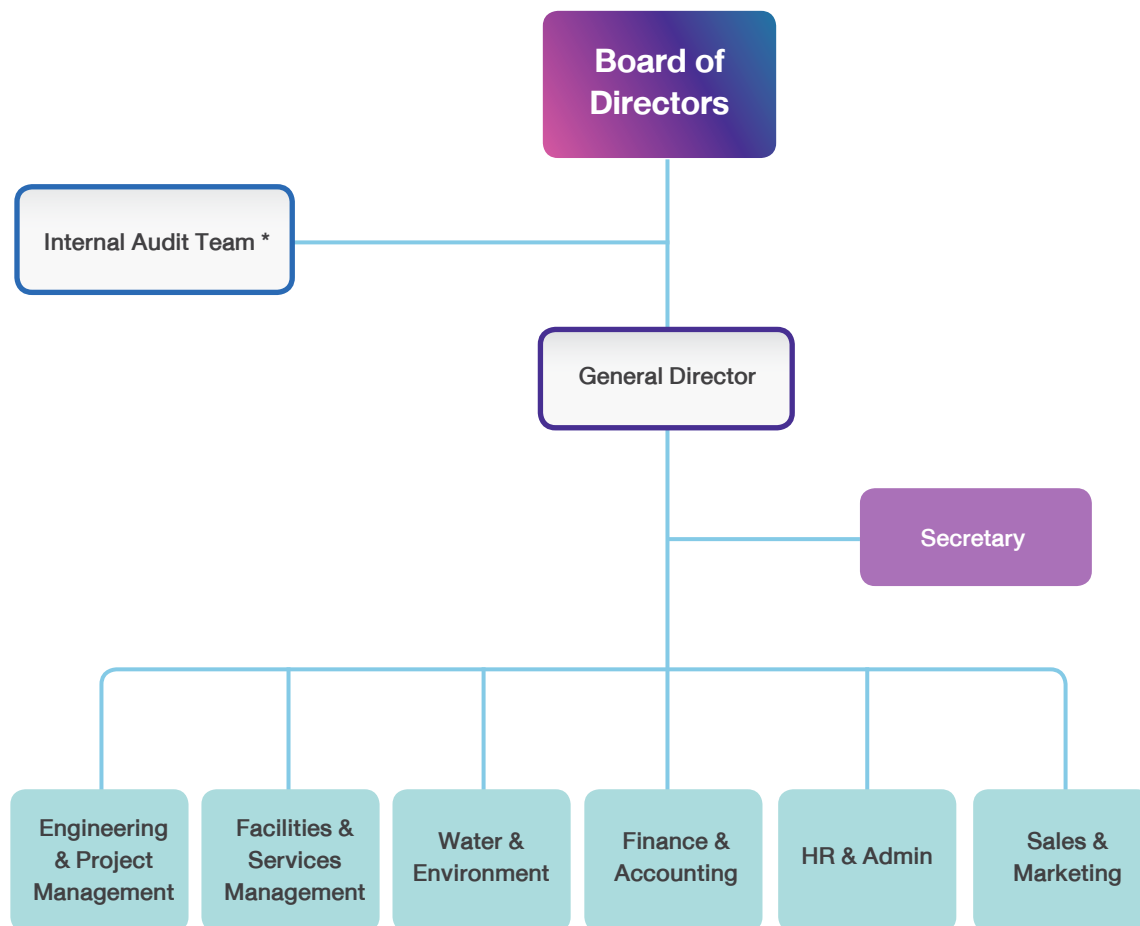 Board of
Directors
Internal Audit Team *
General Director
Secretary
Engineering
& Project
Management
Facilities &
Services
Management
Water &
Environment
Finance &
Accounting
HR & Admin
Sales &
Marketing